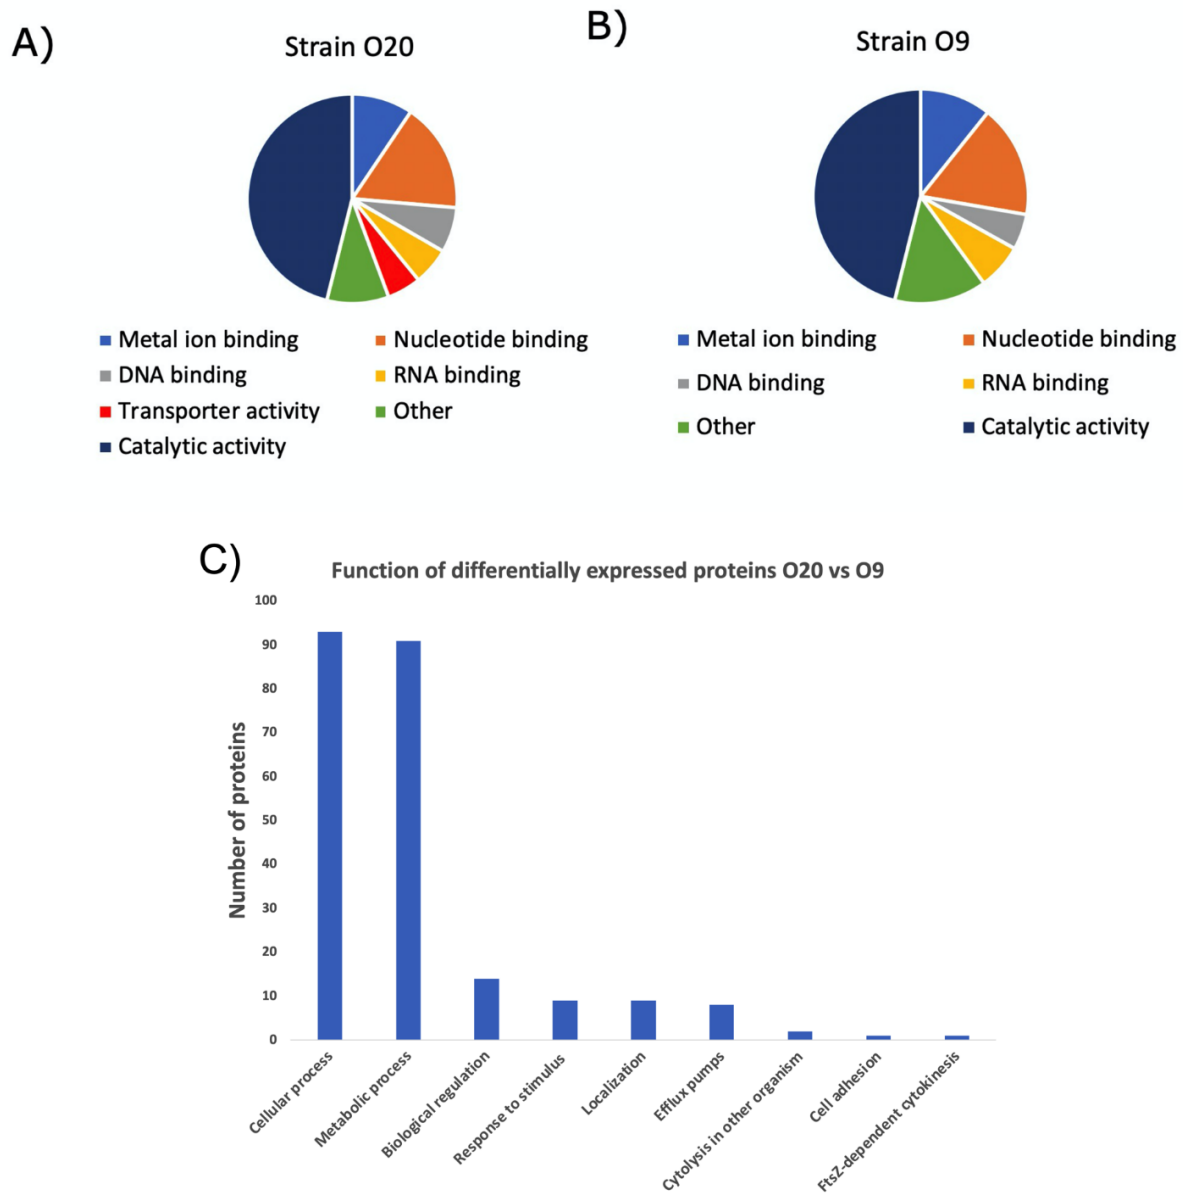 A)
Strain O20
Metal ion binding
Nucleotide binding
DNA binding
RNA binding
Transporter activity
Other
Catalytic activity
B)
Strain O9
Metal ion binding
Nucleotide binding
DNA binding
RNA binding
Other
Catalytic activity
C)
Function of differentially expressed proteins O20 vs O9
Number of proteins
100
90
80
70
60
50
40
30
20
10
0
Cellular process
Metabolic process
Biological regulation
Response to stimulus
Localization
Efflux pumps
Cytolysis in other organism
Cell adhesion
FtsZ-dependent cytokinesis